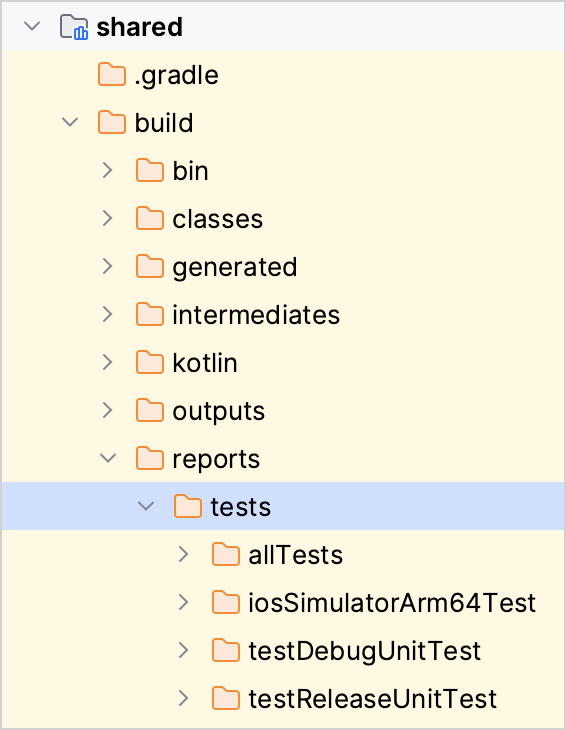 shared
.gradle
build
bin
classes
generated
intermediates
kotlin
outputs
reports
tests
allTests
iosSimulatorArm64Test
testDebugUnitTest
testReleaseUnitTest